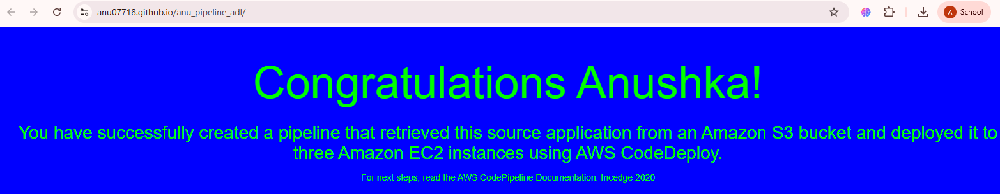 anu07718.github.io/anu_pipeline_adl/
A
School
Congratulations Anushka!
You have successfully created a pipeline that retrieved this source application from an Amazon S3 bucket and deployed it to
three Amazon EC2 instances using AWS CodeDeploy.
For next steps, read the AWS CodePipeline Documentation. Incedge 2020